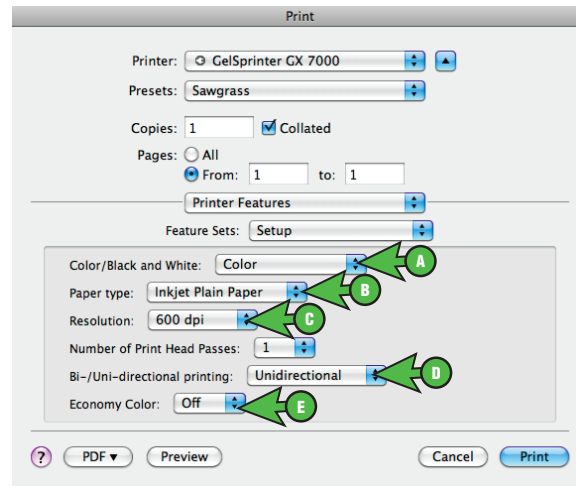 Print
Printer: GelSprinter GX 7000
Presets: Sawgrass
Copies: 1 Collated
Pages: All
From: 1 to: 1
Printer Features
Feature Sets: Setup
Color/Black and White: Color A
Paper type: Inkjet Plain Paper B
Resolution: 600 dpi C
Number of Print Head Passes: 1
Bi-/Uni-directional printing: Unidirectional D
Economy Color: Off E
? PDF ▾ Preview Cancel Print